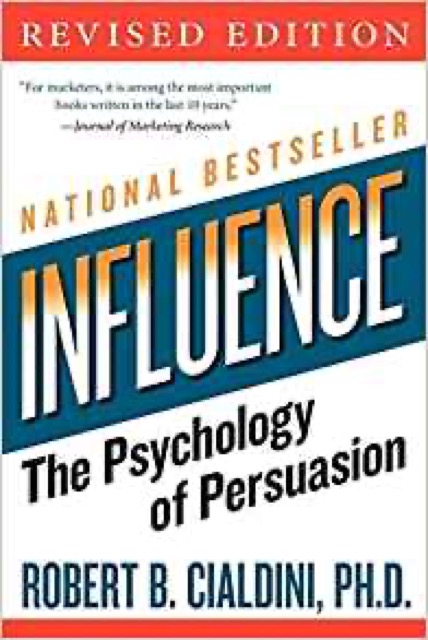 REVISED EDITION
"For marketers, it is among the most important
books written in the last 10 years."
—Journal of Marketing Research
NATIONAL BESTSELLER
INFLUENCE
The Psychology
of Persuasion
ROBERT B. CIALDINI, PH.D.